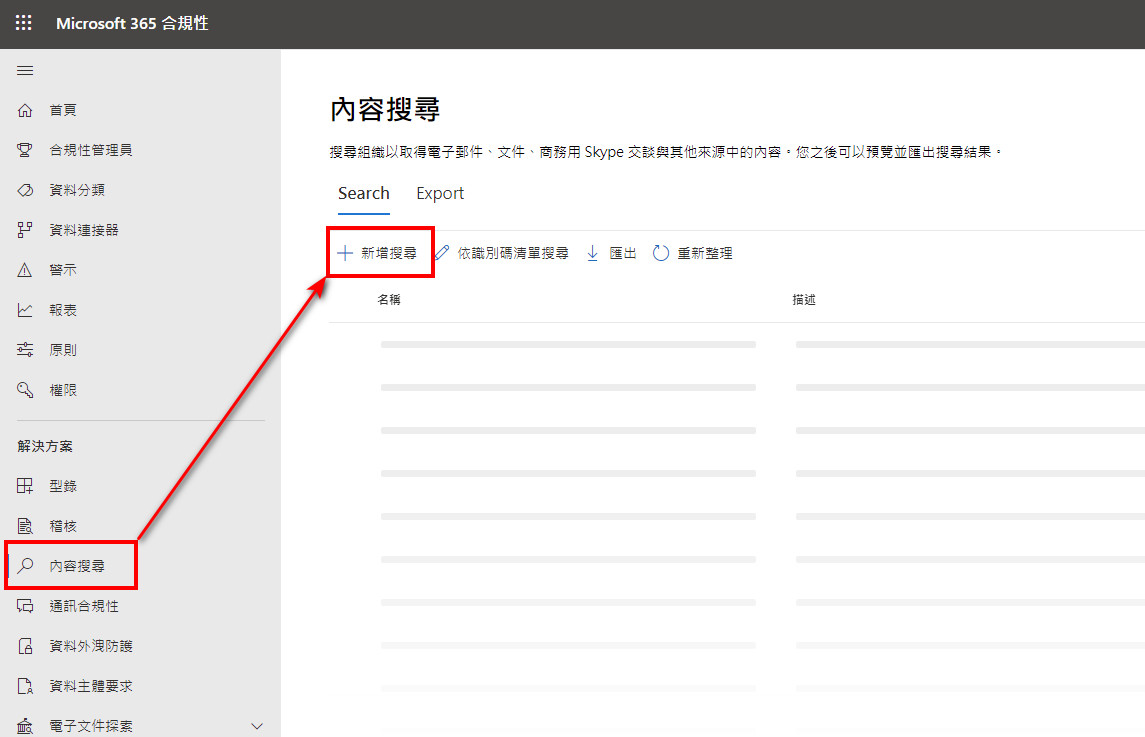 Microsoft 365 合規性
首頁
合規性管理員
資料分類
資料連接器
警示
報表
原則
權限
解決方案
型錄
稽核
內容搜尋
通訊合規性
資料外洩防護
資料主體要求
電子文件探索
內容搜尋
搜尋組織以取得電子郵件、文件、商務用 Skype 交談與其他來源中的內容。您之後可以預覽並匯出搜尋結果。
Search Export
新增搜尋 依識別碼清單搜尋 匯出 重新整理
名稱 描述